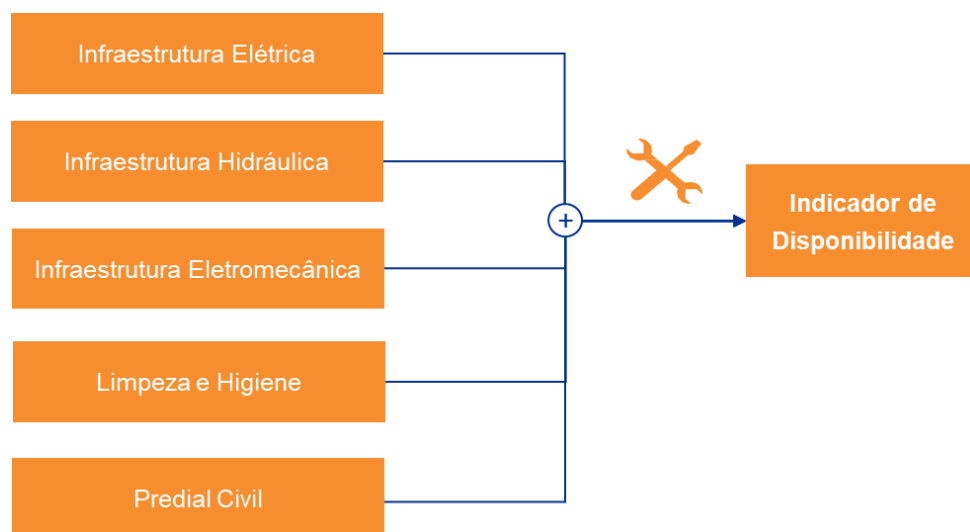 Infraestrutura Elétrica
Infraestrutura Hidráulica
Infraestrutura Eletromecânica
Limpeza e Higiene
Predial Civil
+
Indicador de
Disponibilidade